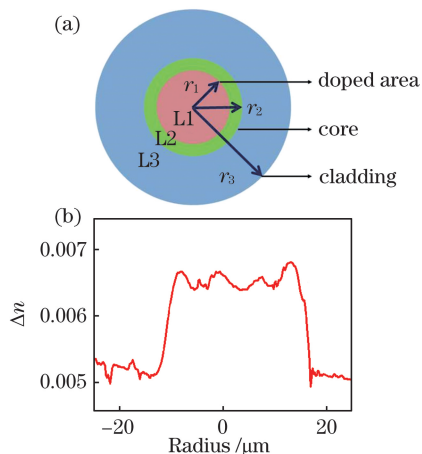 (a)
r1
doped area
r2
L1
core
L2
L3
r3
cladding
(b)
0.007
0.006
0.005
Δn
−20
0
20
Radius /μm